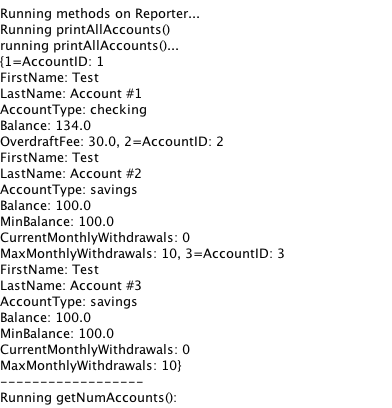 Running methods on Reporter...
Running printAllAccounts()
running printAllAccounts()...
{1=AccountID: 1
FirstName: Test
LastName: Account #1
AccountType: checking
Balance: 134.0
OverdraftFee: 30.0, 2=AccountID: 2
FirstName: Test
LastName: Account #2
AccountType: savings
Balance: 100.0
MinBalance: 100.0
CurrentMonthlyWithdrawals: 0
MaxMonthlyWithdrawals: 10, 3=AccountID: 3
FirstName: Test
LastName: Account #3
AccountType: savings
Balance: 100.0
MinBalance: 100.0
CurrentMonthlyWithdrawals: 0
MaxMonthlyWithdrawals: 10}
------------------
Running getNumAccounts():